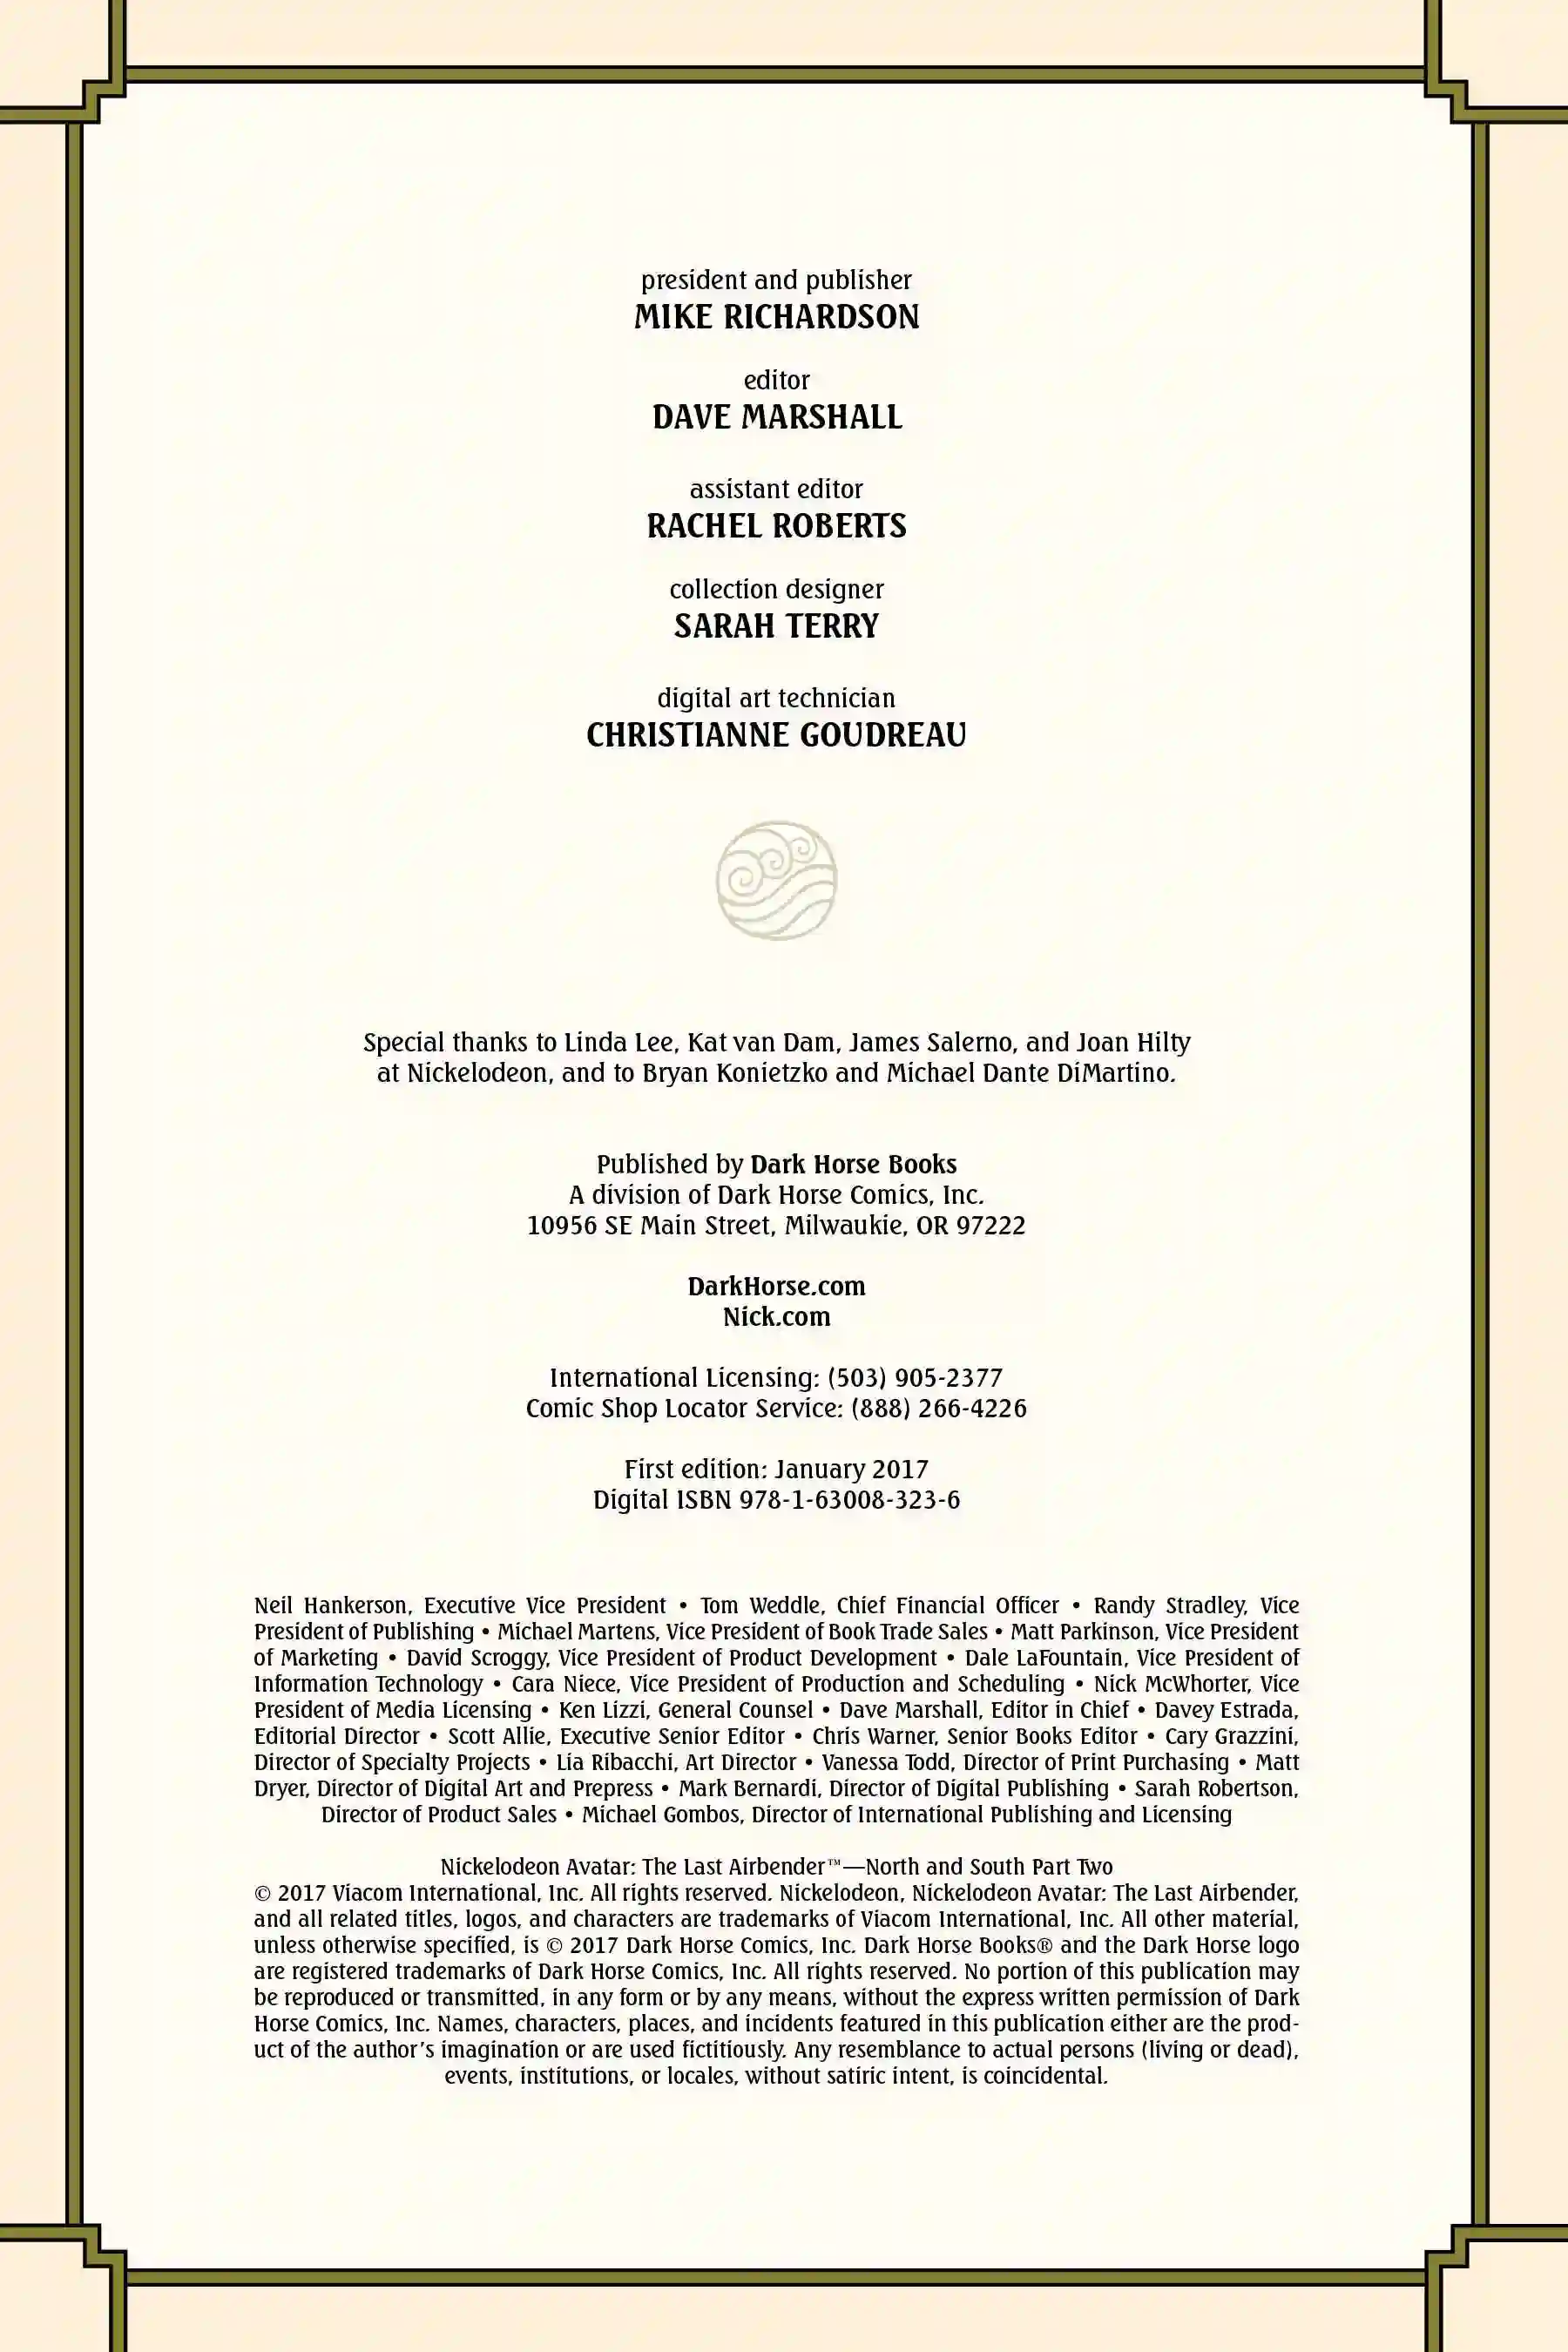 president and publisher
MIKE RICHARDSON
editor
DAVE MARSHALL
assistant editor
RACHEL ROBERTS
collection designer
SARAH TERRY
digital art technician
CHRISTIANNE GOUDREAU
Special thanks to Linda Lee, Kat van Dam, James Salerno, and Joan Hilty
at Nickelodeon, and to Bryan Konietzko and Michael Dante DiMartino.
Published by Dark Horse Books
A division of Dark Horse Comics, Inc.
10956 SE Main Street, Milwaukie, OR 97222
DarkHorse.com
Nick.com
International Licensing: (503) 905-2377
Comic Shop Locator Service: (888) 266-4226
First edition: January 2017
Digital ISBN 978-1-63008-323-6
Neil Hankerson, Executive Vice President • Tom Weddle, Chief Financial Officer • Randy Stradley, Vice
President of Publishing • Michael Martens, Vice President of Book Trade Sales • Matt Parkinson, Vice President
of Marketing • David Scroggy, Vice President of Product Development • Dale LaFountain, Vice President of
Information Technology • Cara Niece, Vice President of Production and Scheduling • Nick McWhorter, Vice
President of Media Licensing • Ken Lizzi, General Counsel • Dave Marshall, Editor in Chief • Davey Estrada,
Editorial Director • Scott Allie, Executive Senior Editor • Chris Warner, Senior Books Editor • Cary Grazzini,
Director of Specialty Projects • Lia Ribacchi, Art Director • Vanessa Todd, Director of Print Purchasing • Matt
Dryer, Director of Digital Art and Prepress • Mark Bernardi, Director of Digital Publishing • Sarah Robertson,
Director of Product Sales • Michael Gombos, Director of International Publishing and Licensing
Nickelodeon Avatar: The Last Airbender™—North and South Part Two
© 2017 Viacom International, Inc. All rights reserved. Nickelodeon, Nickelodeon Avatar: The Last Airbender,
and all related titles, logos, and characters are trademarks of Viacom International, Inc. All other material,
unless otherwise specified, is © 2017 Dark Horse Comics, Inc. Dark Horse Books® and the Dark Horse logo
are registered trademarks of Dark Horse Comics, Inc. All rights reserved. No portion of this publication may
be reproduced or transmitted, in any form or by any means, without the express written permission of Dark
Horse Comics, Inc. Names, characters, places, and incidents featured in this publication either are the prod-
uct of the author’s imagination or are used fictitiously. Any resemblance to actual persons (living or dead),
events, institutions, or locales, without satiric intent, is coincidental.